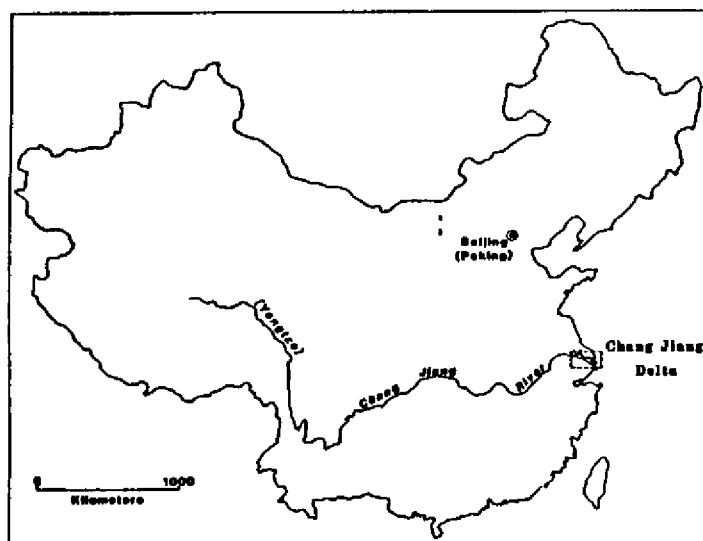 Beijing
(Peking)
(Yangtze)
Chang Jiang River
Chang Jiang
Delta
0 1000
Kilometers